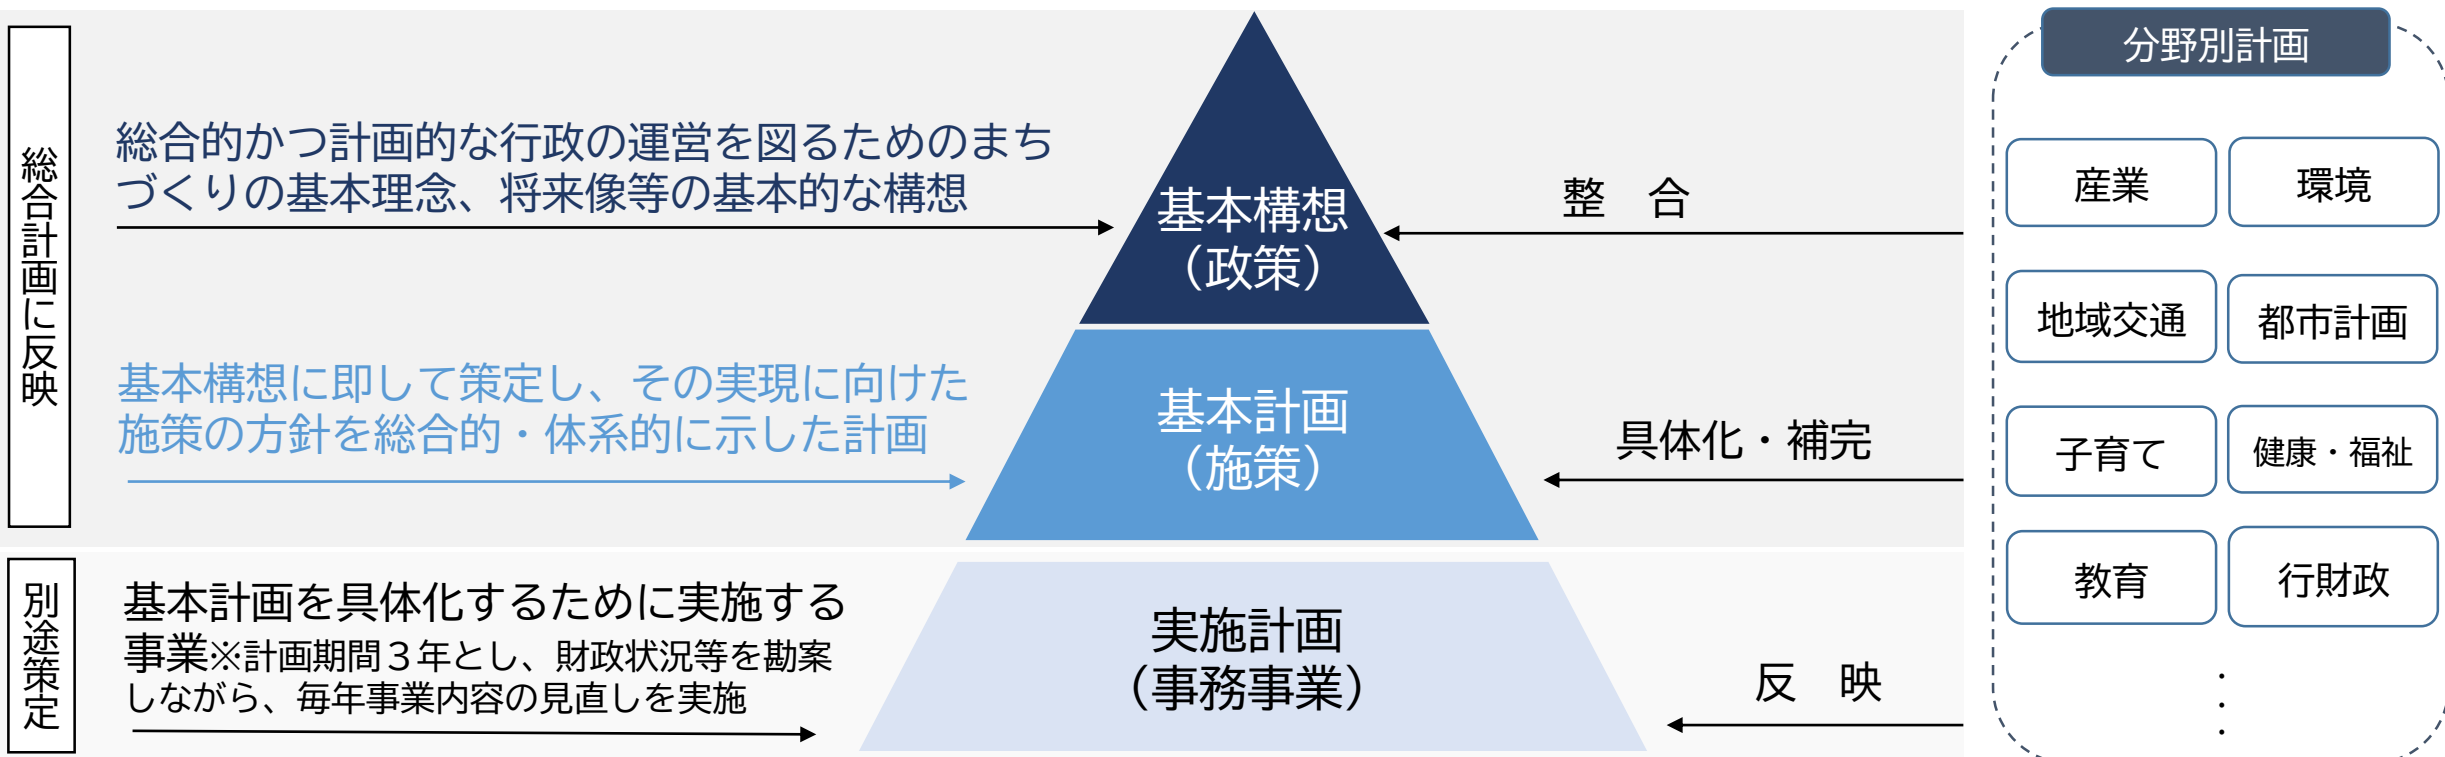 総合計画に反映
総合的かつ計画的な行政の運営を図るためのまち
づくりの基本理念、将来像等の基本的な構想
基本構想
（政策）
整　合
基本構想に即して策定し、その実現に向けた
施策の方針を総合的・体系的に示した計画
基本計画
（施策）
具体化・補完
別途策定
基本計画を具体化するために実施する
事業※計画期間３年とし、財政状況等を勘案
しながら、毎年事業内容の見直しを実施
実施計画
（事務事業）
反　映
分野別計画
産業
環境
地域交通
都市計画
子育て
健康・福祉
教育
行財政
・・・